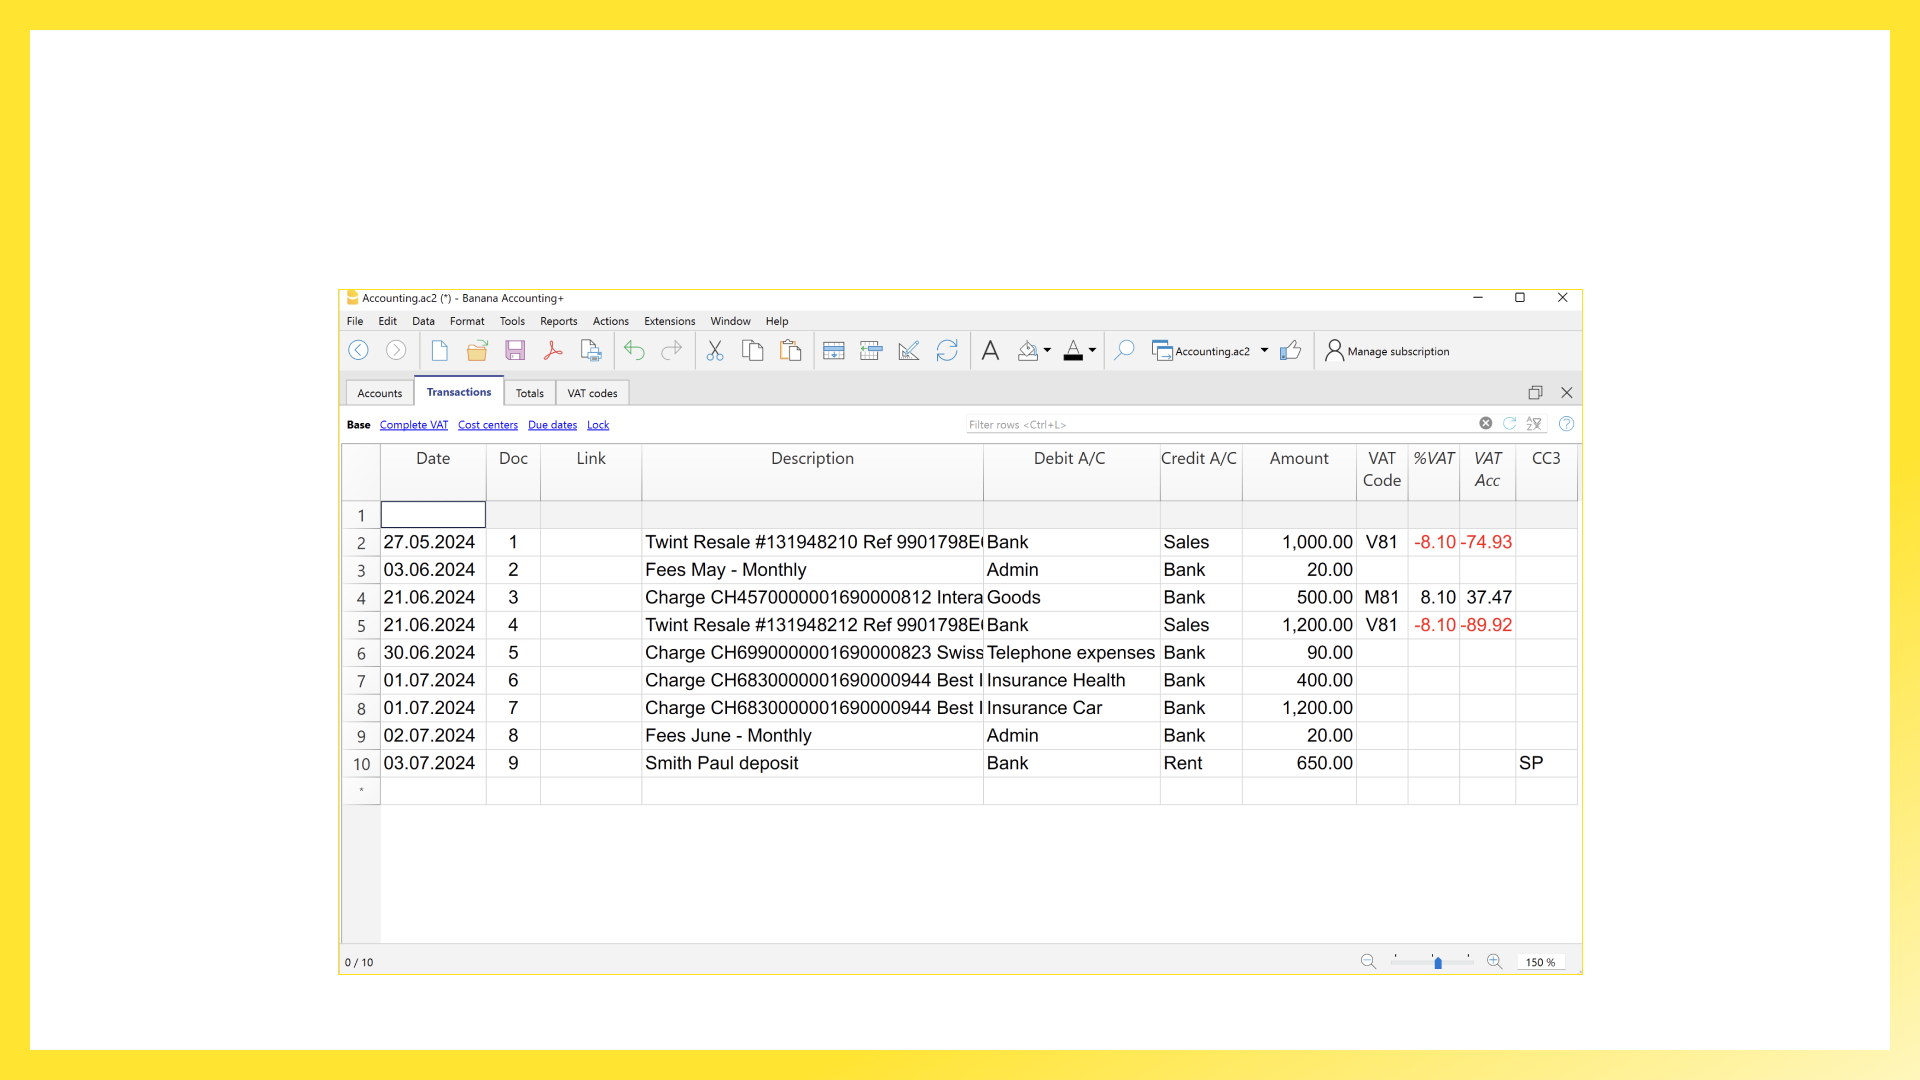 Accounting.ac2 (*) - Banana Accounting+
File Edit Data Format Tools Reports Actions Extensions Window Help
Accounting.ac2 Manage subscription
Accounts Transactions Totals VAT codes
Base Complete VAT Cost centers Due dates Lock Filter rows <Ctrl+L>
Date Doc Link Description Debit A/C Credit A/C Amount VAT Code %VAT VAT Acc CC3
1
2 27.05.2024 1 Twint Resale #131948210 Ref 9901798E Bank Sales 1,000.00 V81 -8.10 -74.93
3 03.06.2024 2 Fees May - Monthly Admin Bank 20.00
4 21.06.2024 3 Charge CH4570000001690000812 Intera Goods Bank 500.00 M81 8.10 37.47
5 21.06.2024 4 Twint Resale #131948212 Ref 9901798E Bank Sales 1,200.00 V81 -8.10 -89.92
6 30.06.2024 5 Charge CH6990000001690000823 Swiss Telephone expenses Bank 90.00
7 01.07.2024 6 Charge CH6830000001690000944 Best Insurance Health Bank 400.00
8 01.07.2024 7 Charge CH6830000001690000944 Best Insurance Car Bank 1,200.00
9 02.07.2024 8 Fees June - Monthly Admin Bank 20.00
10 03.07.2024 9 Smith Paul deposit Bank Rent 650.00 SP
*
0 / 10 150 %